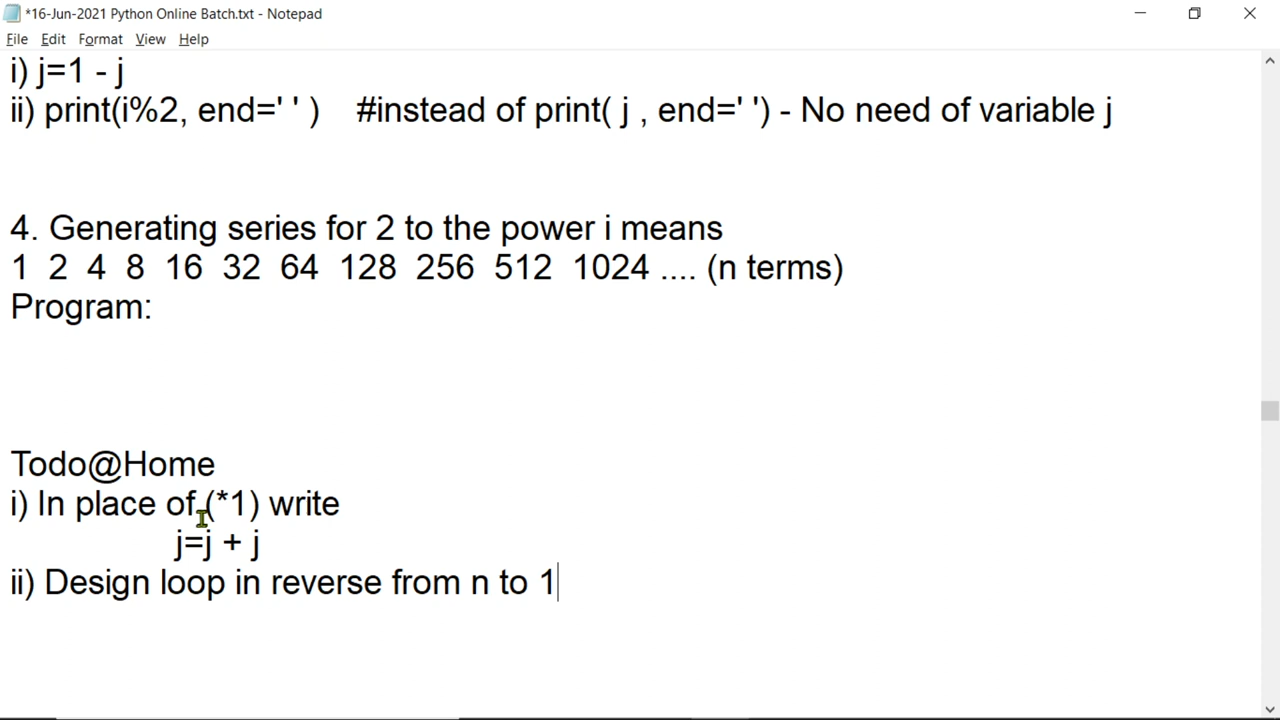 *16-Jun-2021 Python Online Batch.txt - Notepad
File Edit Format View Help
i) j=1 - j
ii) print(i%2, end=' ' ) #instead of print( j , end=' ') - No need of variable j
4. Generating series for 2 to the power i means
1 2 4 8 16 32 64 128 256 512 1024 .... (n terms)
Program:
Todo@Home
i) In place of (*1) write
j=j + j
ii) Design loop in reverse from n to 1